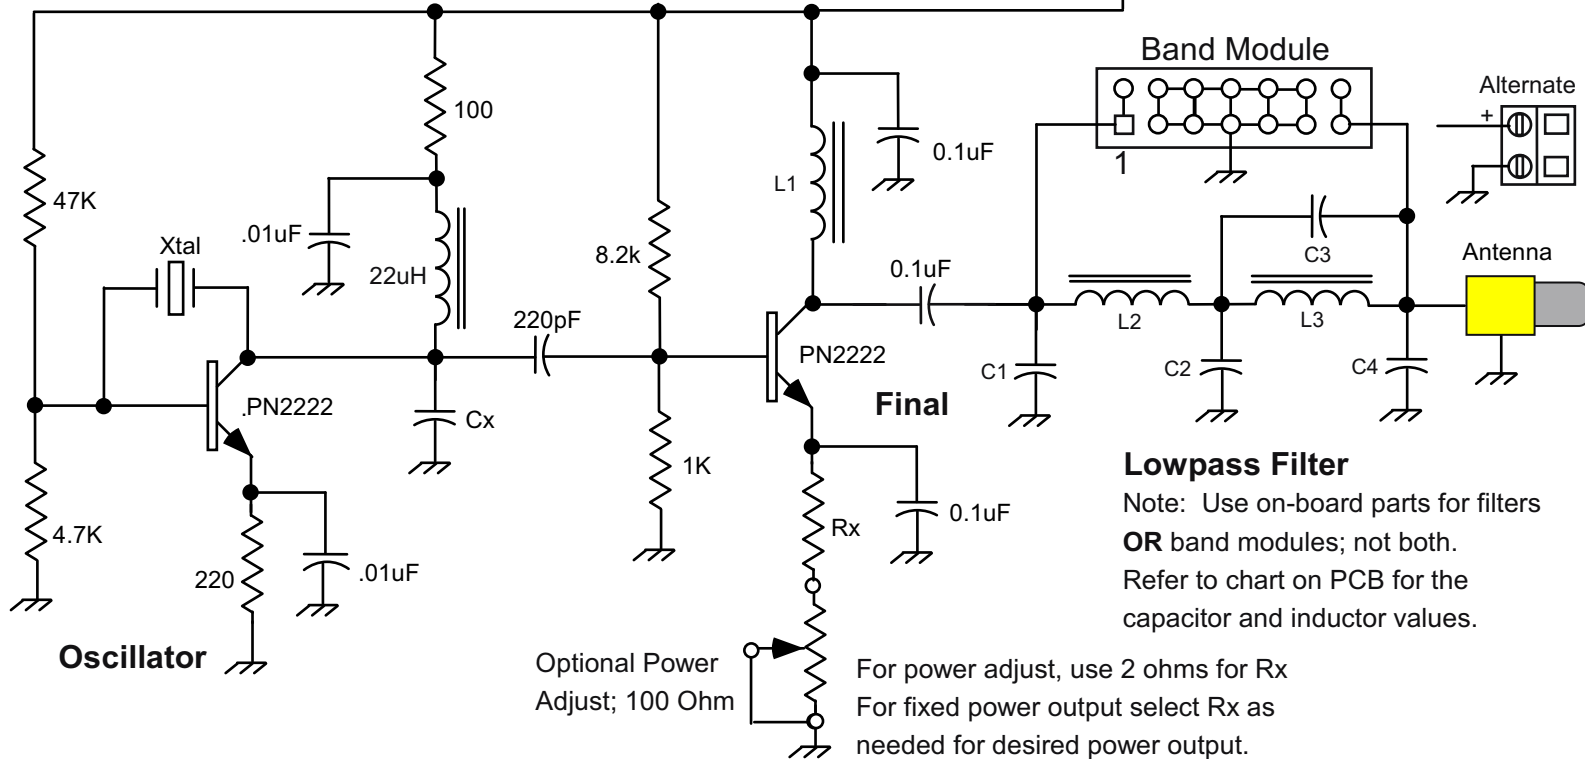 Band Module
Alternate
+
100
0.1uF
L1
1
47K
.01uF
Xtal
22uH
8.2k
0.1uF
C3
Antenna
220pF
L2
L3
PN2222
C1
C2
C4
.PN2222
Cx
Final
1K
Lowpass Filter
Note: Use on-board parts for filters
OR band modules; not both.
Refer to chart on PCB for the
capacitor and inductor values.
4.7K
220
.01uF
Rx
0.1uF
Oscillator
Optional Power
Adjust; 100 Ohm
For power adjust, use 2 ohms for Rx
For fixed power output select Rx as
needed for desired power output.